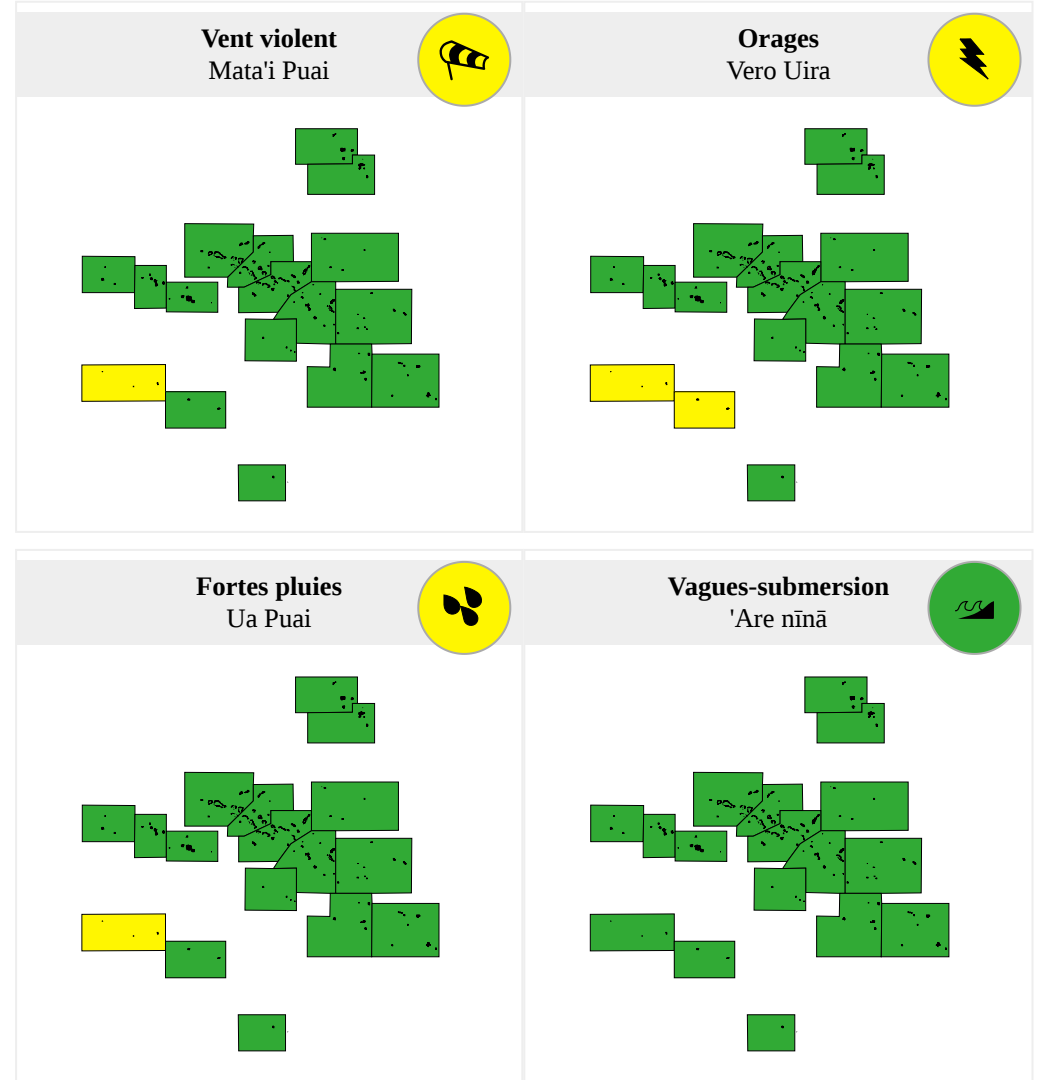 Vent violent
Mata'i Puai
Orages
Vero Uira
Fortes pluies
Ua Puai
Vagues-submersion
'Are nīnā